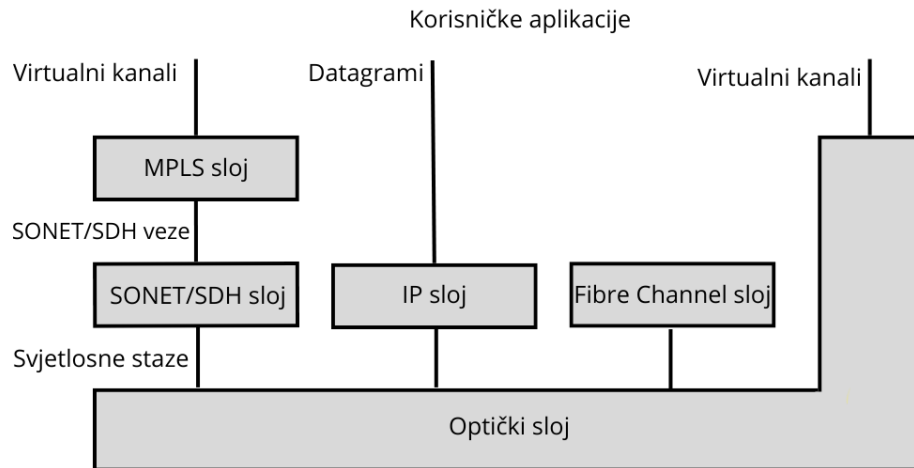 Korisničke aplikacije
Virtualni kanali
Datagrami
Virtualni kanali
MPLS sloj
SONET/SDH veze
SONET/SDH sloj
IP sloj
Fibre Channel sloj
Svjetlosne staze
Optički sloj